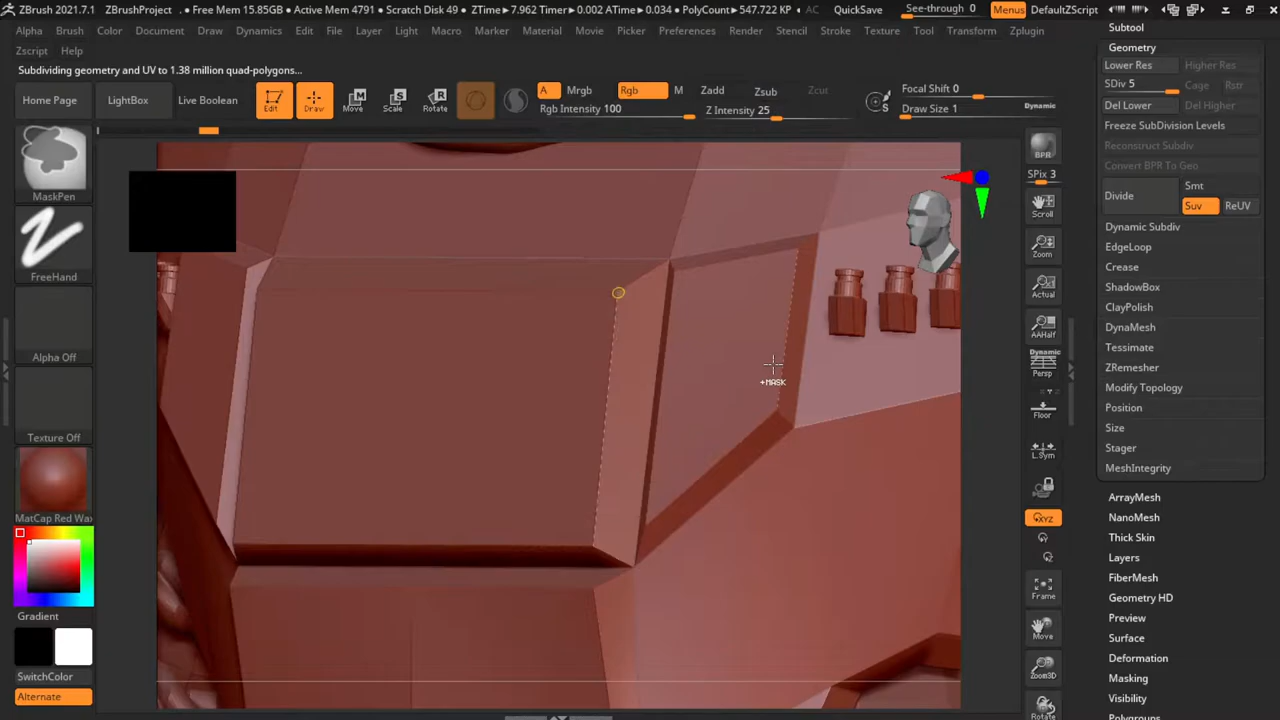 ZBrush 2021.7.1 ZBrushProject • Free Mem 15.85GB • Active Mem 4791 • Scratch Disk 49 • ZTime▸7.962 Timer▸0.002 ATime▸0.034 • PolyCount▸547.722 KP • AC QuickSave See-through 0 Menus DefaultZScript
Alpha Brush Color Document Draw Dynamics Edit File Layer Light Macro Marker Material Movie Picker Preferences Render Stencil Stroke Texture Tool Transform Zplugin
Zscript Help
Subdividing geometry and UV to 1.38 million quad-polygons...
Home Page LightBox Live Boolean Edit Draw Move Scale Rotate
A Mrgb Rgb M Zadd Zsub Zcut
Rgb Intensity 100 Z Intensity 25
Focal Shift 0
Draw Size 1 Dynamic
MaskPen
FreeHand
Alpha Off
Texture Off
MatCap Red Wax
Gradient
SwitchColor
Alternate
+MASK
BPR
SPix 3
Scroll
Zoom
Actual
AAHalf
Dynamic
Persp
Floor
L.Sym
XYZ
Frame
Move
Zoom3D
Rotate
Subtool
Geometry
Lower Res Higher Res
SDiv 5 Cage Rstr
Del Lower Del Higher
Freeze SubDivision Levels
Reconstruct Subdiv
Convert BPR To Geo
Divide Smt
Suv ReUV
Dynamic Subdiv
EdgeLoop
Crease
ShadowBox
ClayPolish
DynaMesh
Tessimate
ZRemesher
Modify Topology
Position
Size
Stager
MeshIntegrity
ArrayMesh
NanoMesh
Thick Skin
Layers
FiberMesh
Geometry HD
Preview
Surface
Deformation
Masking
Visibility
Polygroups